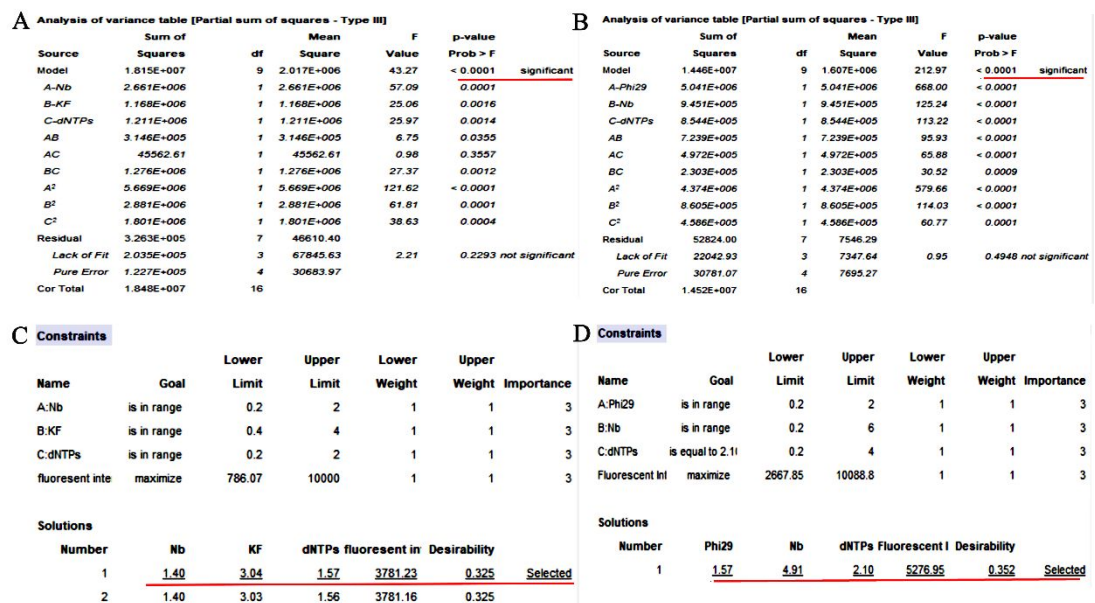 A
Analysis of variance table [Partial sum of squares - Type III]
Sum of Mean F p-value
Source Squares df Square Value Prob > F
Model 1.815E+007 9 2.017E+006 43.27 < 0.0001 significant
A-Nb 2.661E+006 1 2.661E+006 57.09 0.0001
B-KF 1.168E+006 1 1.168E+006 25.06 0.0016
C-dNTPs 1.211E+006 1 1.211E+006 25.97 0.0014
AB 3.146E+005 1 3.146E+005 6.75 0.0355
AC 45562.61 1 45562.61 0.98 0.3557
BC 1.276E+006 1 1.276E+006 27.37 0.0012
A² 5.669E+006 1 5.669E+006 121.62 < 0.0001
B² 2.881E+006 1 2.881E+006 61.81 0.0001
C² 1.801E+006 1 1.801E+006 38.63 0.0004
Residual 3.263E+005 7 46610.40
Lack of Fit 2.035E+005 3 67845.63 2.21 0.2293 not significant
Pure Error 1.227E+005 4 30683.97
Cor Total 1.848E+007 16
B
Analysis of variance table [Partial sum of squares - Type III]
Sum of Mean F p-value
Source Squares df Square Value Prob > F
Model 1.446E+007 9 1.607E+006 212.97 < 0.0001 significant
A-Phi29 5.041E+006 1 5.041E+006 668.00 < 0.0001
B-Nb 9.451E+005 1 9.451E+005 125.24 < 0.0001
C-dNTPs 8.544E+005 1 8.544E+005 113.22 < 0.0001
AB 7.239E+005 1 7.239E+005 95.93 < 0.0001
AC 4.972E+005 1 4.972E+005 65.88 < 0.0001
BC 2.303E+005 1 2.303E+005 30.52 0.0009
A² 4.374E+006 1 4.374E+006 579.66 < 0.0001
B² 8.605E+005 1 8.605E+005 114.03 < 0.0001
C² 4.586E+005 1 4.586E+005 60.77 0.0001
Residual 52824.00 7 7546.29
Lack of Fit 22042.93 3 7347.64 0.95 0.4948 not significant
Pure Error 30781.07 4 7695.27
Cor Total 1.452E+007 16
C
Constraints
Lower Upper Lower Upper
Name Goal Limit Limit Weight Weight Importance
A:Nb is in range 0.2 2 1 1 3
B:KF is in range 0.4 4 1 1 3
C:dNTPs is in range 0.2 2 1 1 3
fluoresent inte maximize 786.07 10000 1 1 3
Solutions
Number Nb KF dNTPs fluoresent in Desirability
1 1.40 3.04 1.57 3781.23 0.325 Selected
2 1.40 3.03 1.56 3781.16 0.325
D
Constraints
Lower Upper Lower Upper
Name Goal Limit Limit Weight Weight Importance
A:Phi29 is in range 0.2 2 1 1 3
B:Nb is in range 0.2 6 1 1 3
C:dNTPs is equal to 2.10 0.2 4 1 1 3
Fluorescent Int maximize 2667.85 10088.8 1 1 3
Solutions
Number Phi29 Nb dNTPs Fluorescent I Desirability
1 1.57 4.91 2.10 5276.95 0.352 Selected